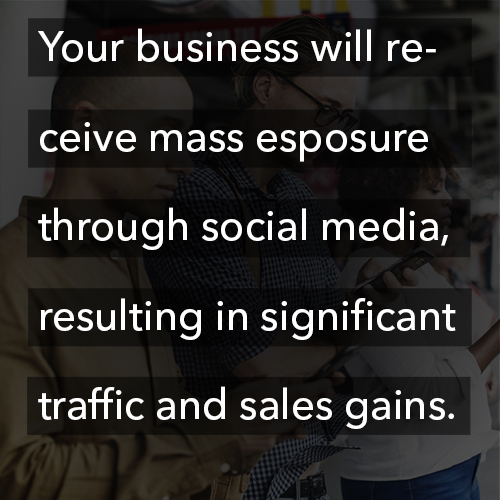 Your business will re-
ceive mass esposure
through social media,
resulting in significant
traffic and sales gains.